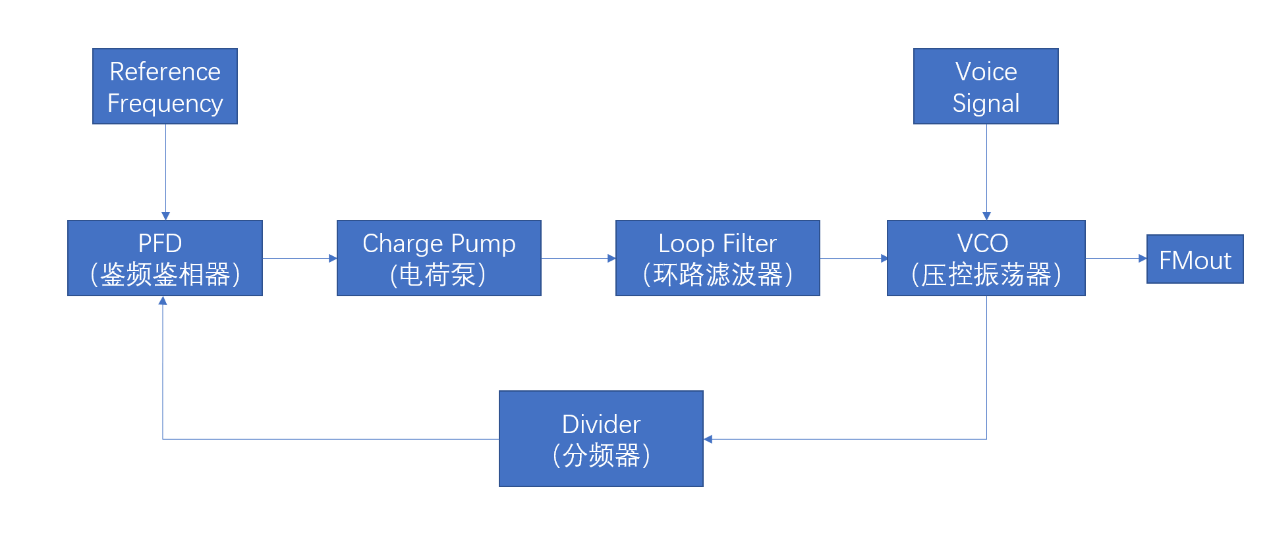 Reference
Frequency
Voice
Signal
PFD
（鉴频鉴相器）
Charge Pump
(电荷泵）
Loop Filter
（环路滤波器）
VCO
（压控振荡器）
FMout
Divider
（分频器）